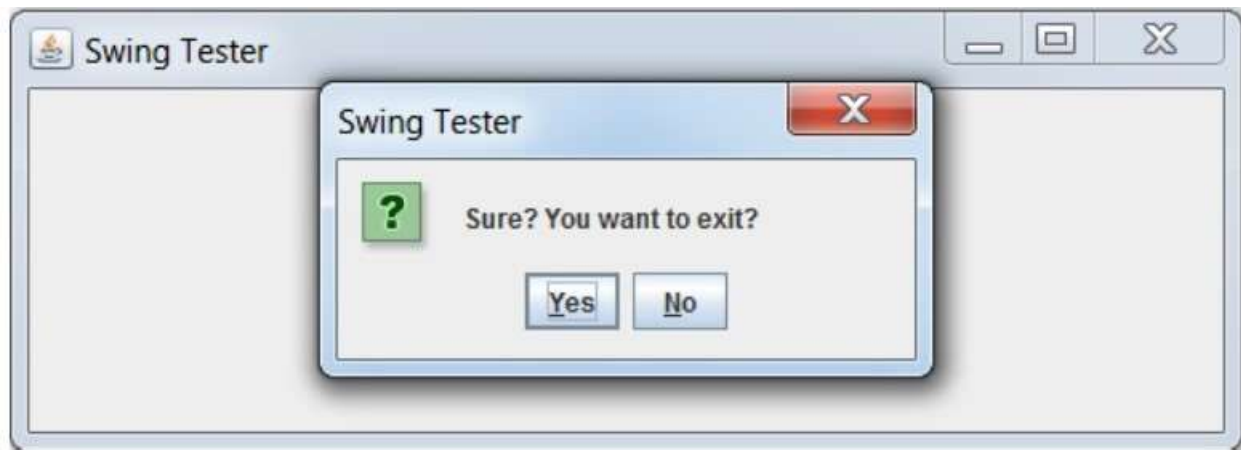 Swing Tester
Swing Tester
?
Sure? You want to exit?
Yes No